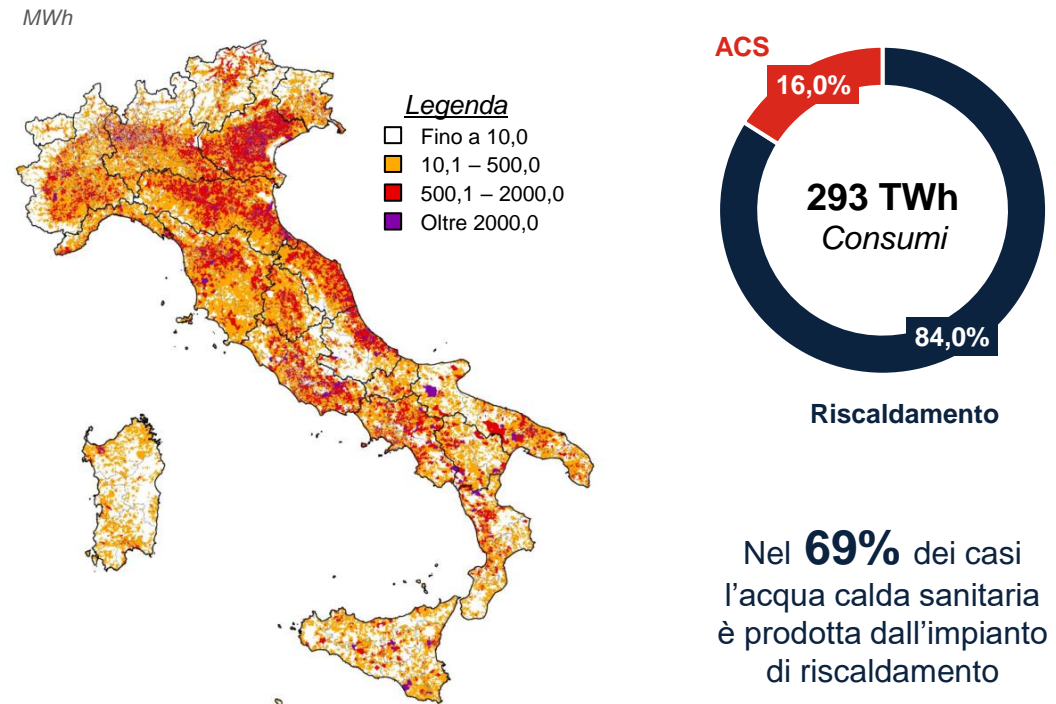 MWh
Legenda
Fino a 10,0
10,1 – 500,0
500,1 – 2000,0
Oltre 2000,0
ACS
16,0%
293 TWh
Consumi
84,0%
Riscaldamento
Nel 69% dei casi
l'acqua calda sanitaria
è prodotta dall'impianto
di riscaldamento